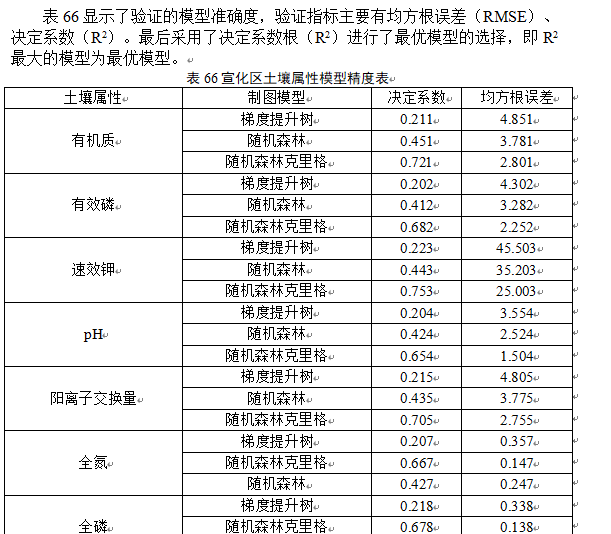 表 66 显示了验证的模型准确度，验证指标主要有均方根误差（RMSE）、
决定系数（R²）。最后采用了决定系数根（R²）进行了最优模型的选择，即 R²
最大的模型为最优模型。
表 66 宣化区土壤属性模型精度表
土壤属性 制图模型 决定系数 均方根误差
有机质 梯度提升树 0.211 4.851
随机森林 0.451 3.781
随机森林克里格 0.721 2.801
有效磷 梯度提升树 0.202 4.302
随机森林 0.412 3.282
随机森林克里格 0.682 2.252
速效钾 梯度提升树 0.223 45.503
随机森林 0.443 35.203
随机森林克里格 0.753 25.003
pH 梯度提升树 0.204 3.554
随机森林 0.424 2.524
随机森林克里格 0.654 1.504
阳离子交换量 梯度提升树 0.215 4.805
随机森林 0.435 3.775
随机森林克里格 0.705 2.755
全氮 梯度提升树 0.207 0.357
随机森林克里格 0.667 0.147
随机森林 0.427 0.247
全磷 梯度提升树 0.218 0.338
随机森林克里格 0.678 0.138